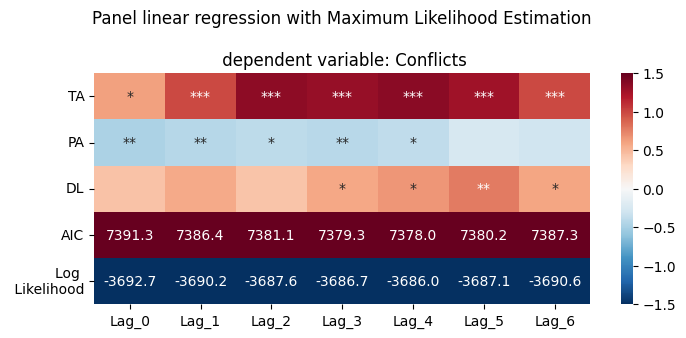 Panel linear regression with Maximum Likelihood Estimation
dependent variable: Conflicts
TA * *** *** *** *** *** ***
PA ** ** * ** *
DL * * ** *
AIC 7391.3 7386.4 7381.1 7379.3 7378.0 7380.2 7387.3
Log
Likelihood -3692.7 -3690.2 -3687.6 -3686.7 -3686.0 -3687.1 -3690.6
Lag_0 Lag_1 Lag_2 Lag_3 Lag_4 Lag_5 Lag_6
1.5
1.0
0.5
0.0
−0.5
−1.0
−1.5